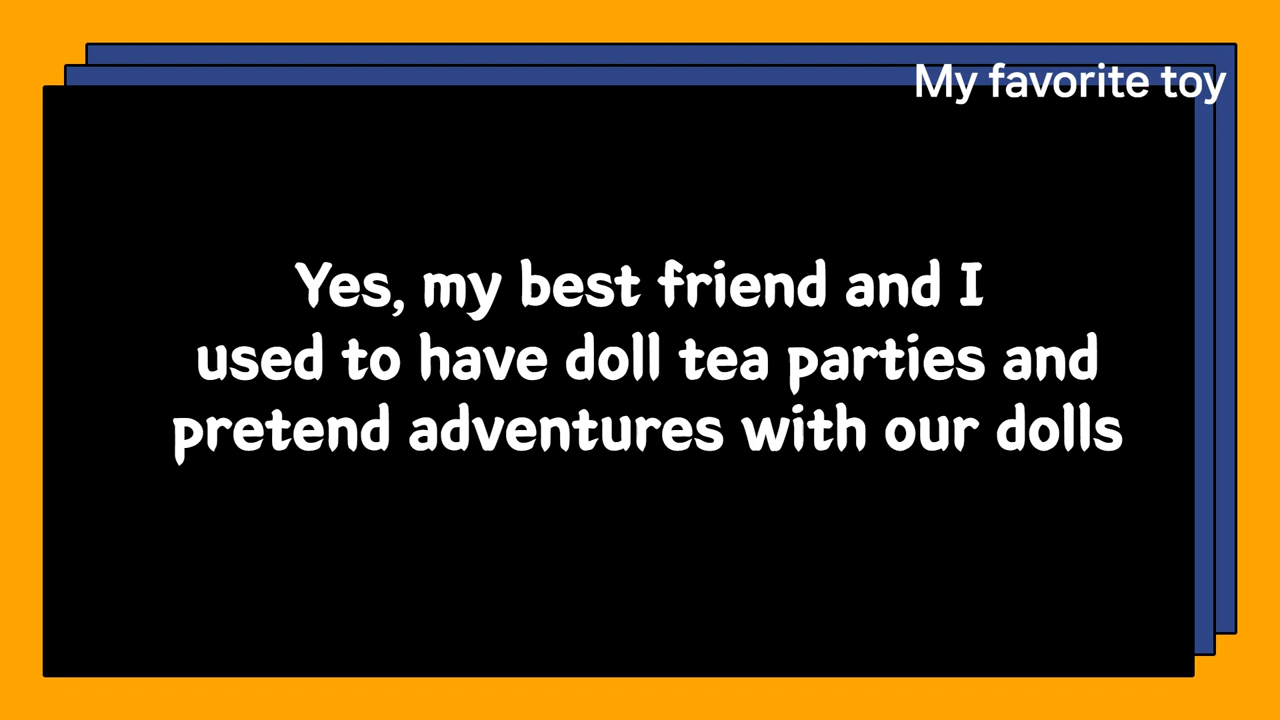 My favorite toy
Yes, my best friend and I
used to have doll tea parties and
pretend adventures with our dolls